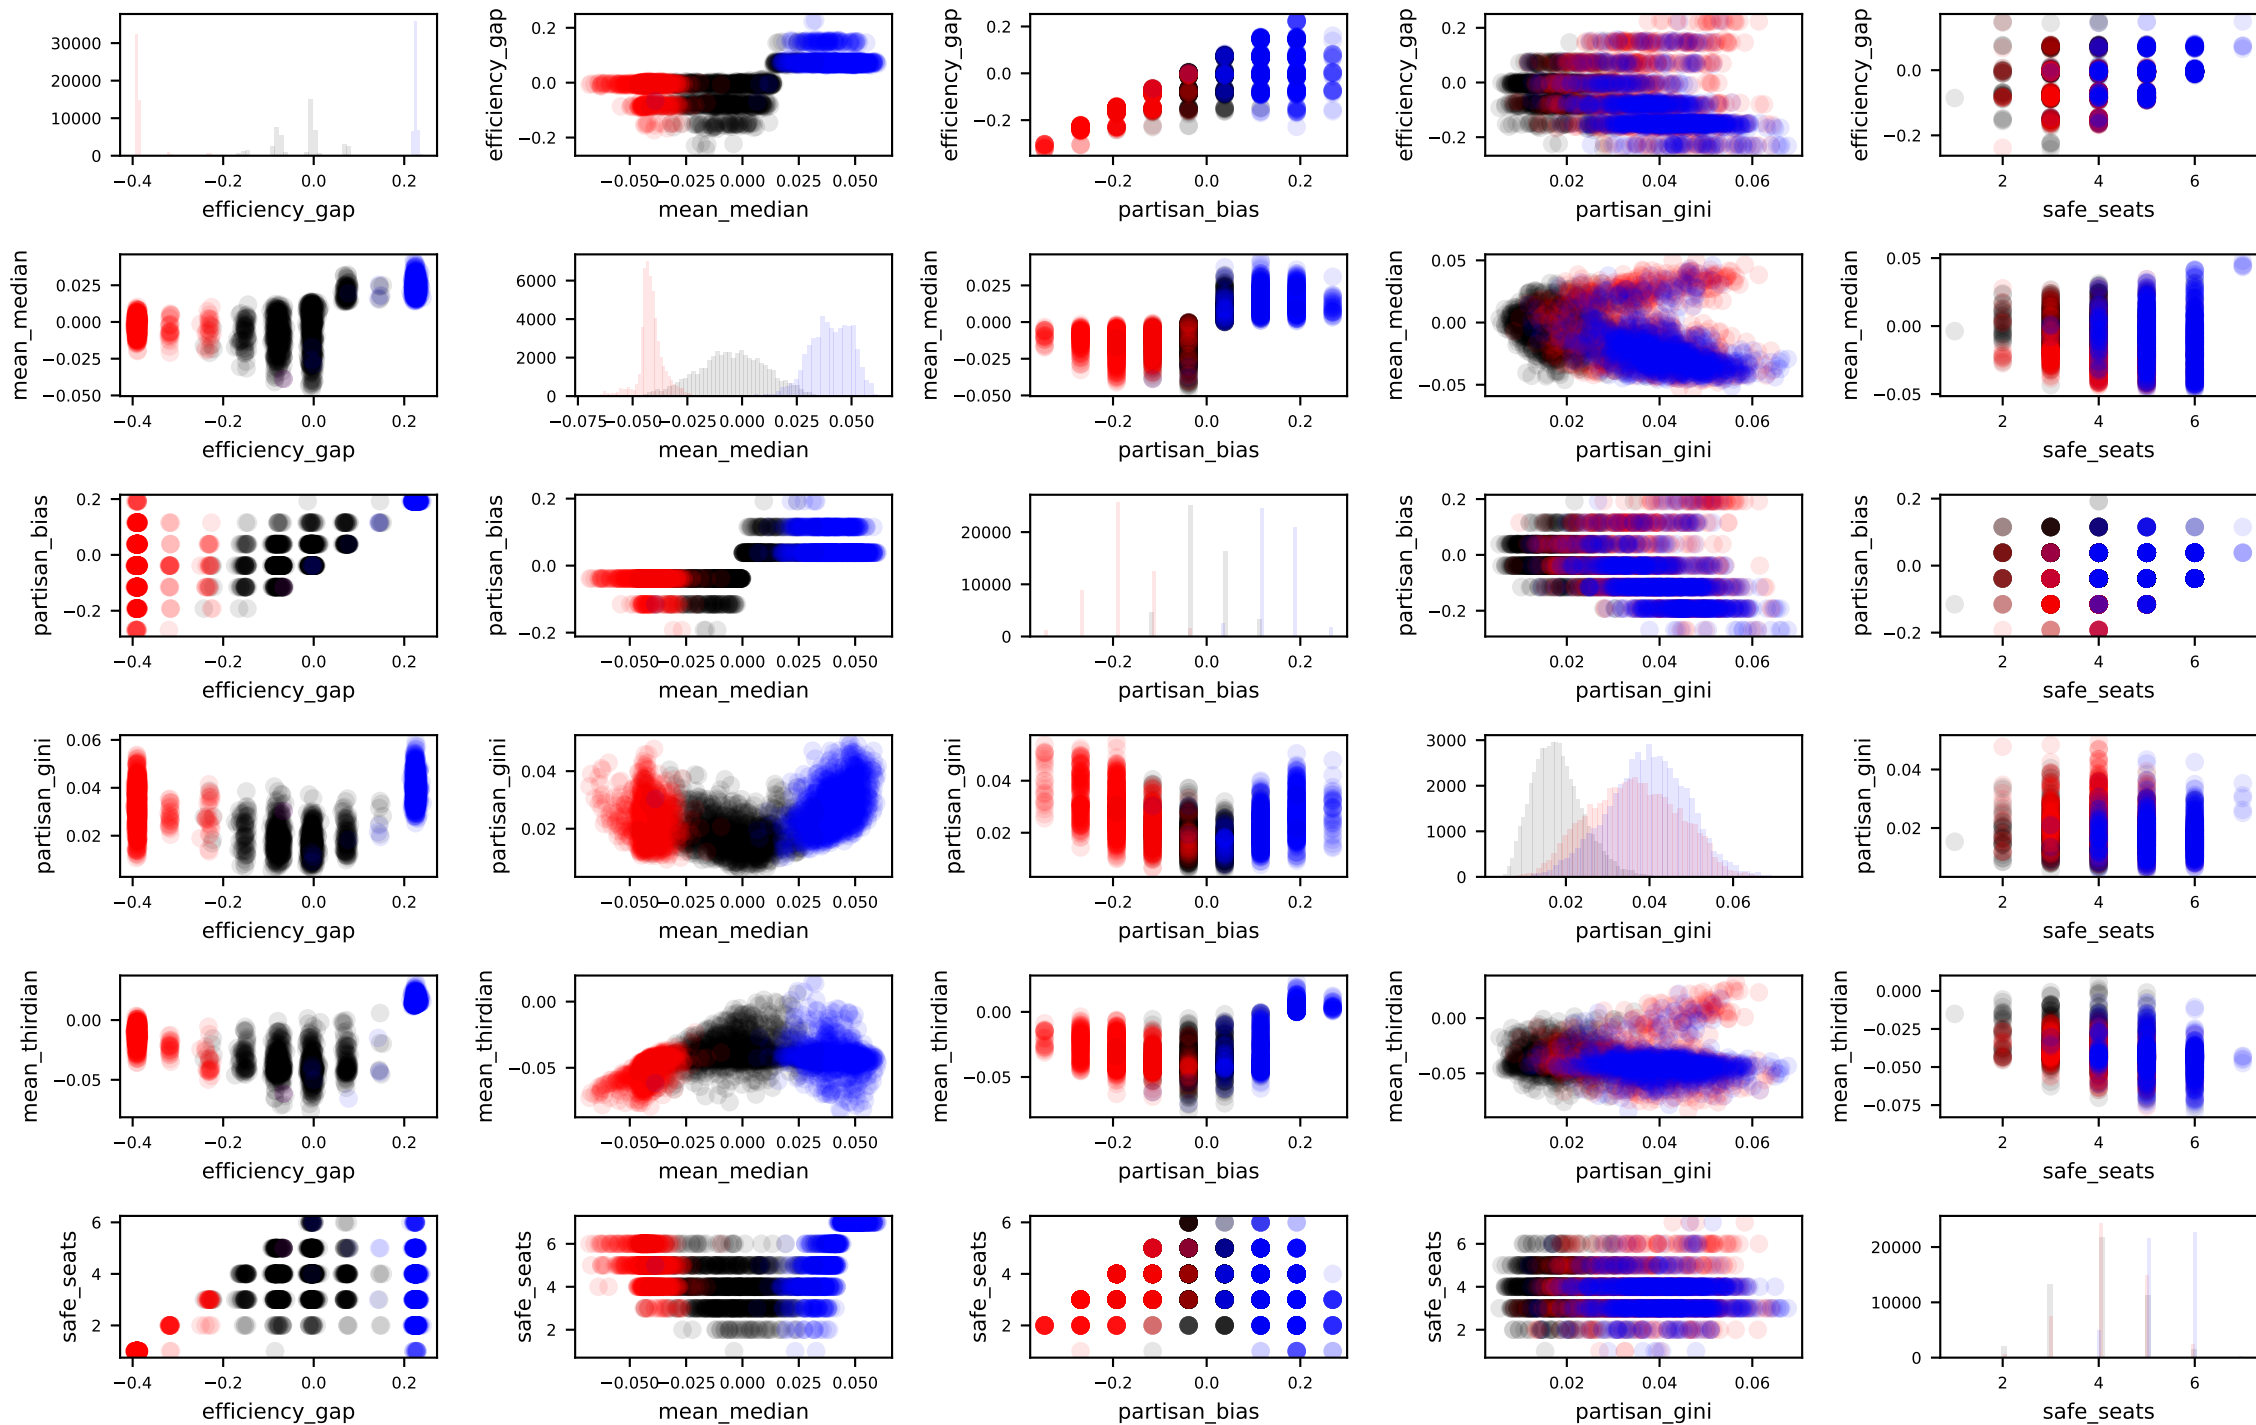 efficiency_gap
30000
20000
10000
0
−0.4 −0.2 0.0 0.2
efficiency_gap
efficiency_gap
0.2
0.0
−0.2
−0.050 −0.025 0.000 0.025 0.050
mean_median
efficiency_gap
0.2
0.0
−0.2
−0.2 0.0 0.2
partisan_bias
efficiency_gap
0.2
0.0
−0.2
0.02 0.04 0.06
partisan_gini
efficiency_gap
0.2
0.0
−0.2
2 4 6
safe_seats
mean_median
0.025
0.000
−0.025
−0.050
−0.4 −0.2 0.0 0.2
efficiency_gap
6000
4000
2000
0
−0.075 −0.050 −0.025 0.000 0.025 0.050
mean_median
mean_median
0.025
0.000
−0.025
−0.050
−0.2 0.0 0.2
partisan_bias
mean_median
0.05
0.00
−0.05
0.02 0.04 0.06
partisan_gini
mean_median
0.05
0.00
−0.05
2 4 6
safe_seats
partisan_bias
0.2
0.0
−0.2
−0.4 −0.2 0.0 0.2
efficiency_gap
partisan_bias
0.2
0.0
−0.2
−0.050 −0.025 0.000 0.025 0.050
mean_median
20000
10000
0
−0.2 0.0 0.2
partisan_bias
partisan_bias
0.2
0.0
−0.2
0.02 0.04 0.06
partisan_gini
partisan_bias
0.2
0.0
−0.2
2 4 6
safe_seats
partisan_gini
0.06
0.04
0.02
−0.4 −0.2 0.0 0.2
efficiency_gap
partisan_gini
0.04
0.02
−0.050 −0.025 0.000 0.025 0.050
mean_median
partisan_gini
0.04
0.02
−0.2 0.0 0.2
partisan_bias
3000
2000
1000
0
0.02 0.04 0.06
partisan_gini
partisan_gini
0.04
0.02
2 4 6
safe_seats
mean_thirdian
0.00
−0.05
−0.4 −0.2 0.0 0.2
efficiency_gap
mean_thirdian
0.00
−0.05
−0.050 −0.025 0.000 0.025 0.050
mean_median
mean_thirdian
0.00
−0.05
−0.2 0.0 0.2
partisan_bias
mean_thirdian
0.00
−0.05
0.02 0.04 0.06
partisan_gini
mean_thirdian
0.000
−0.025
−0.050
−0.075
2 4 6
safe_seats
safe_seats
6
4
2
−0.4 −0.2 0.0 0.2
efficiency_gap
safe_seats
6
4
2
−0.050 −0.025 0.000 0.025 0.050
mean_median
safe_seats
6
4
2
−0.2 0.0 0.2
partisan_bias
safe_seats
6
4
2
0.02 0.04 0.06
partisan_gini
20000
10000
0
2 4 6
safe_seats